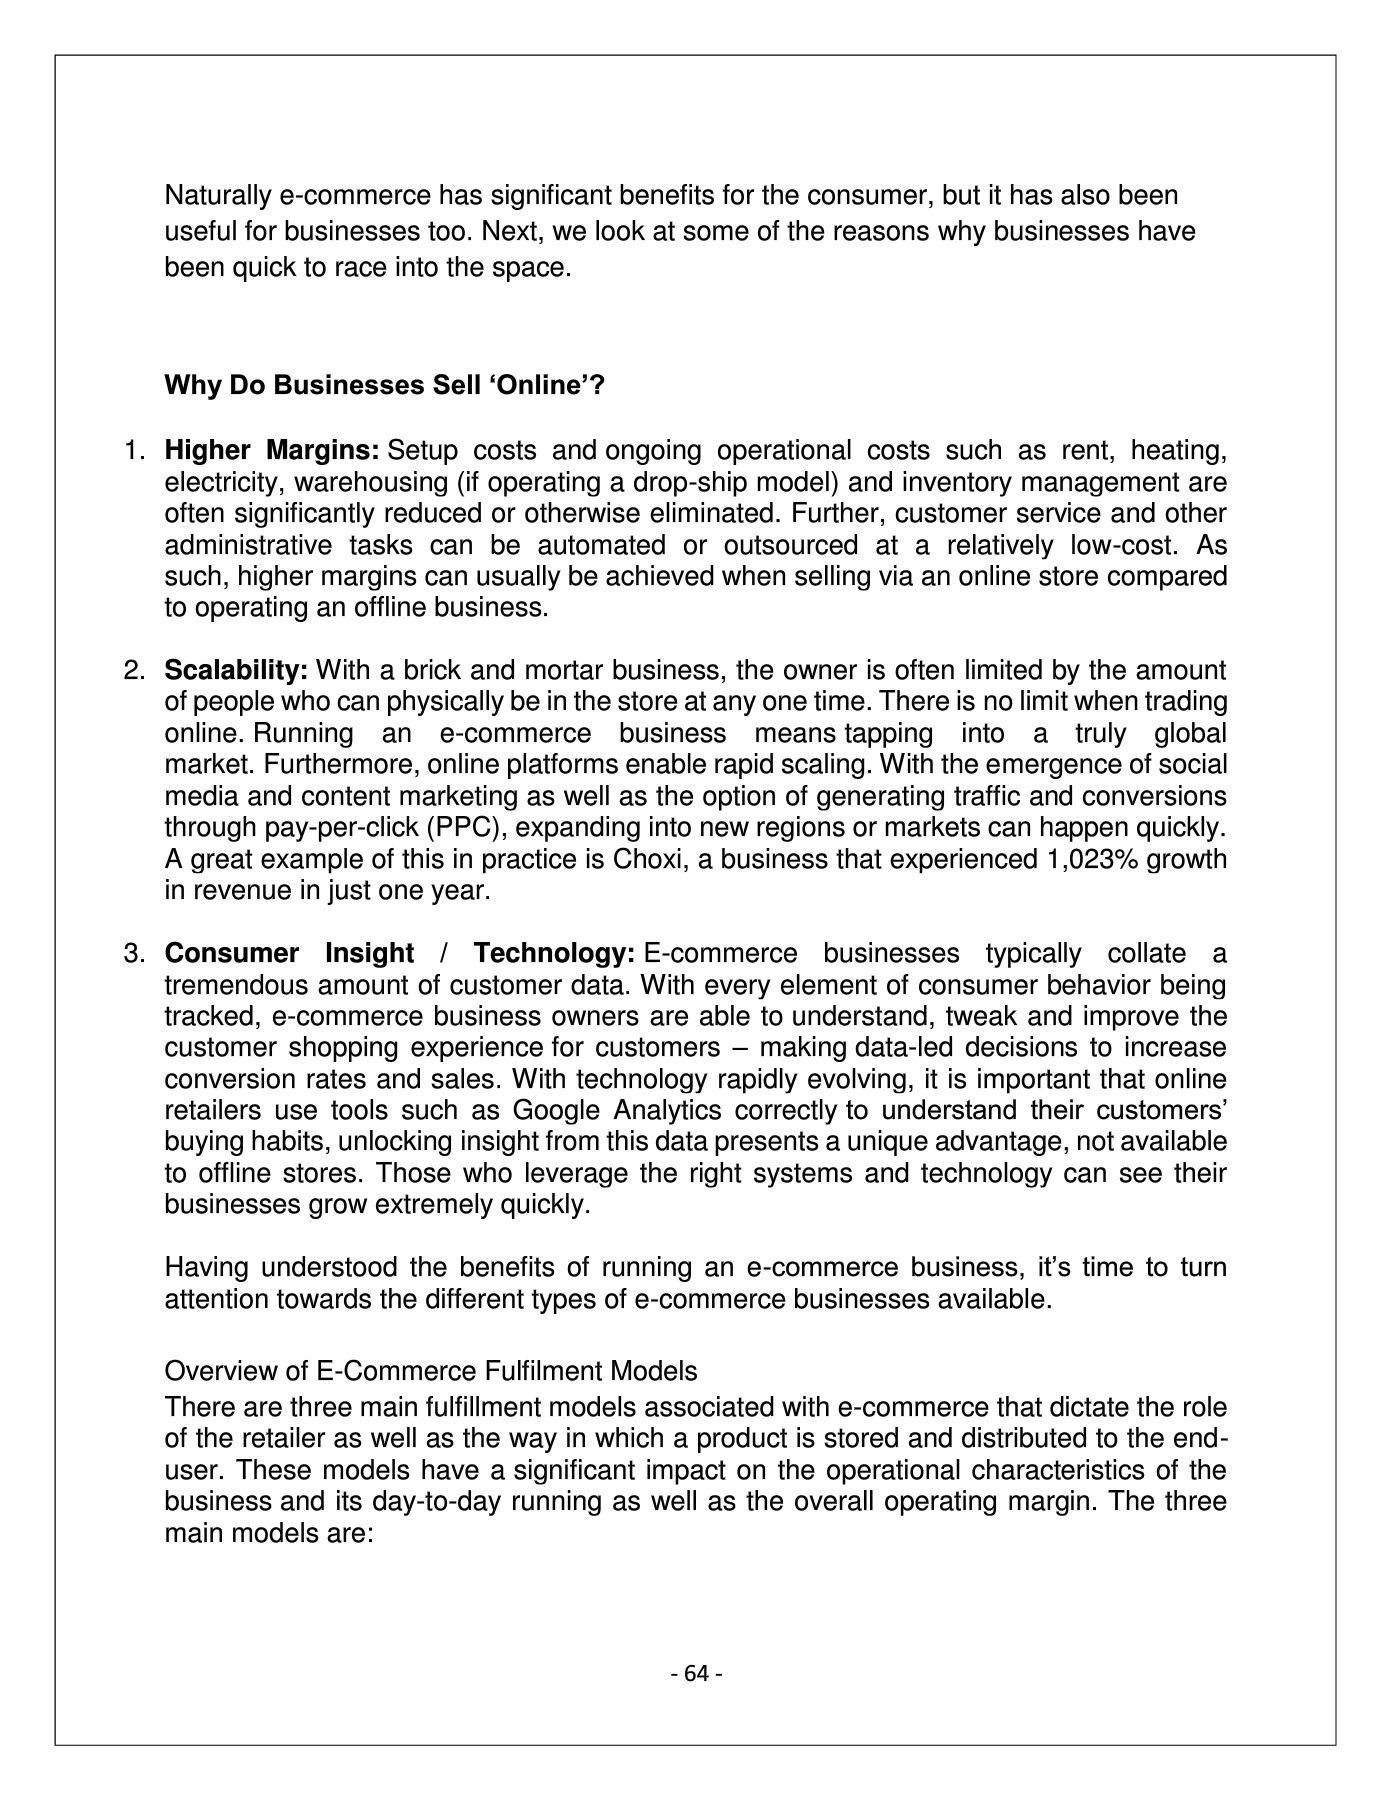 Naturally e-commerce has significant benefits for the consumer, but it has also been
useful for businesses too. Next, we look at some of the reasons why businesses have
been quick to race into the space.
Why Do Businesses Sell ‘Online’?
1. Higher Margins: Setup costs and ongoing operational costs such as rent, heating,
electricity, warehousing (if operating a drop-ship model) and inventory management are
often significantly reduced or otherwise eliminated. Further, customer service and other
administrative tasks can be automated or outsourced at a relatively low-cost. As
such, higher margins can usually be achieved when selling via an online store compared
to operating an offline business.
2. Scalability: With a brick and mortar business, the owner is often limited by the amount
of people who can physically be in the store at any one time. There is no limit when trading
online. Running an e-commerce business means tapping into a truly global
market. Furthermore, online platforms enable rapid scaling. With the emergence of social
media and content marketing as well as the option of generating traffic and conversions
through pay-per-click (PPC), expanding into new regions or markets can happen quickly.
A great example of this in practice is Choxi, a business that experienced 1,023% growth
in revenue in just one year.
3. Consumer Insight / Technology: E-commerce businesses typically collate a
tremendous amount of customer data. With every element of consumer behavior being
tracked, e-commerce business owners are able to understand, tweak and improve the
customer shopping experience for customers – making data-led decisions to increase
conversion rates and sales. With technology rapidly evolving, it is important that online
retailers use tools such as Google Analytics correctly to understand their customers’
buying habits, unlocking insight from this data presents a unique advantage, not available
to offline stores. Those who leverage the right systems and technology can see their
businesses grow extremely quickly.
Having understood the benefits of running an e-commerce business, it’s time to turn
attention towards the different types of e-commerce businesses available.
Overview of E-Commerce Fulfilment Models
There are three main fulfillment models associated with e-commerce that dictate the role
of the retailer as well as the way in which a product is stored and distributed to the end-
user. These models have a significant impact on the operational characteristics of the
business and its day-to-day running as well as the overall operating margin. The three
main models are:
- 64 -